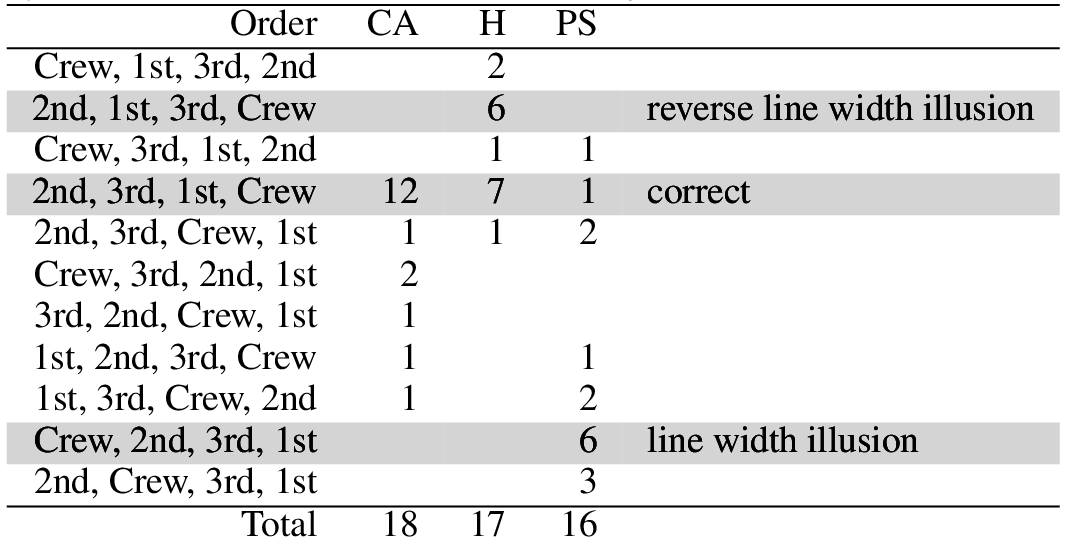 Order CA H PS
Crew, 1st, 3rd, 2nd 2
2nd, 1st, 3rd, Crew 6 reverse line width illusion
Crew, 3rd, 1st, 2nd 1 1
2nd, 3rd, 1st, Crew 12 7 1 correct
2nd, 3rd, Crew, 1st 1 1 2
Crew, 3rd, 2nd, 1st 2
3rd, 2nd, Crew, 1st 1
1st, 2nd, 3rd, Crew 1 1
1st, 3rd, Crew, 2nd 1 2
Crew, 2nd, 3rd, 1st 6 line width illusion
2nd, Crew, 3rd, 1st 3
Total 18 17 16